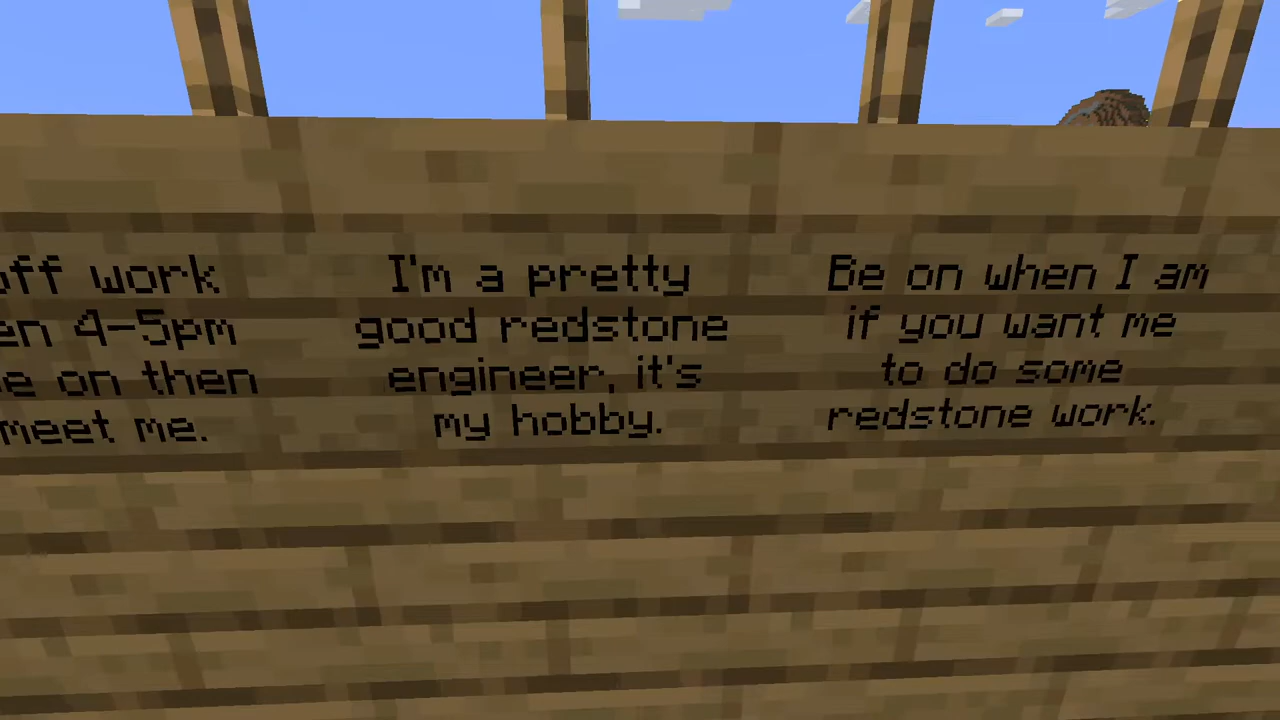 off work
4-5pm
on then
meet me.
I'm a pretty
good redstone
engineer, it's
my hobby.
Be on when I am
if you want me
to do some
redstone work.